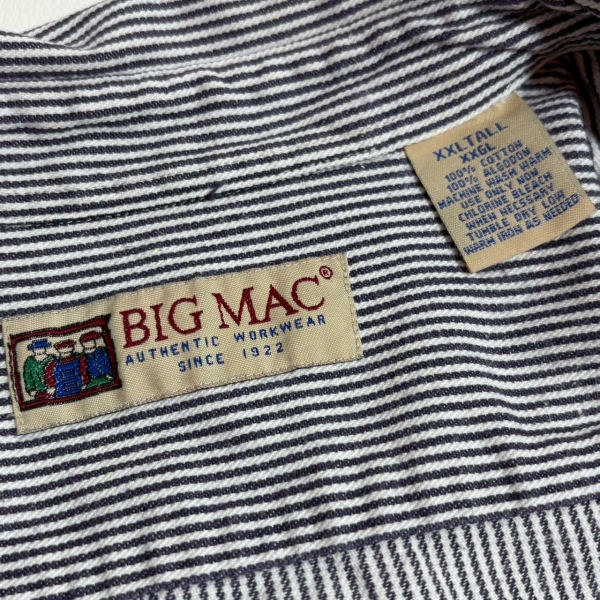 XXLTALL
XXGL
100% COTTON
100% ALGODON
MACHINE WASH WARM
USE ONLY NON
CHLORINE BLEACH
WHEN NECSSARY
TUMBLE DRY LOW
WARM IRON AS NEEDED
BIG MAC®
AUTHENTIC WORKWEAR
SINCE 1922